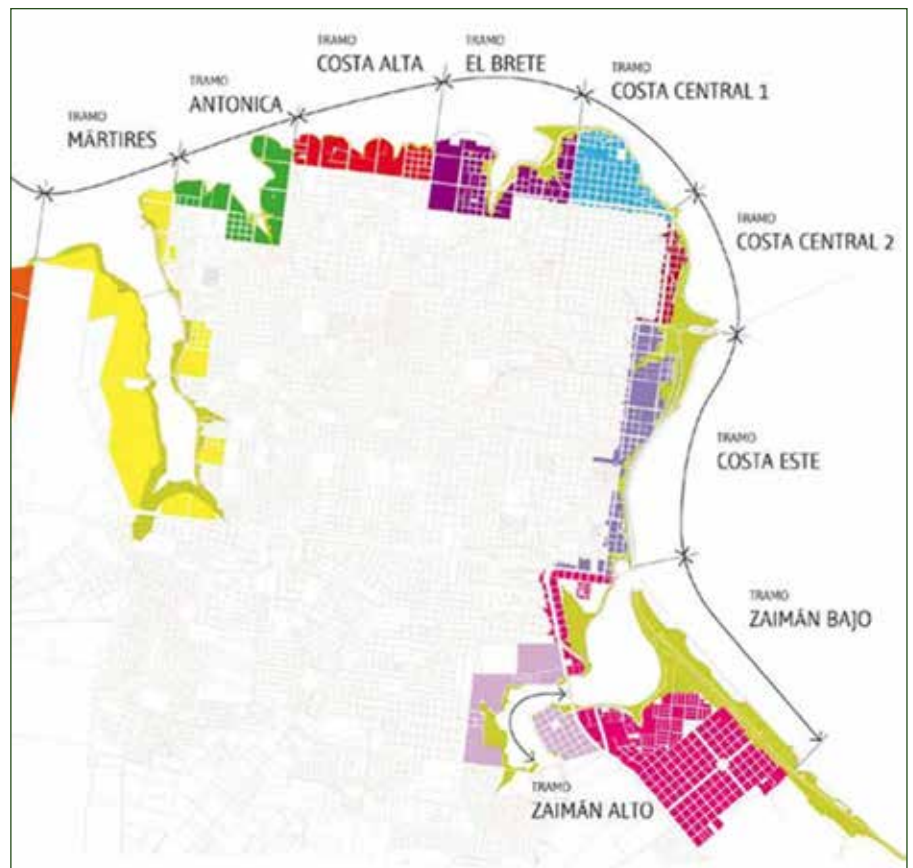 TRAMO
MÄRTIRES
TRAMO
ANTONICA
TRAMO
COSTA ALTA
TRAMO
EL BRETE
TRAMO
COSTA CENTRAL 1
TRAMO
COSTA CENTRAL 2
TRAMO
COSTA ESTE
TRAMO
ZAIMÁN BAJO
TRAMO
ZAIMÁN ALTO